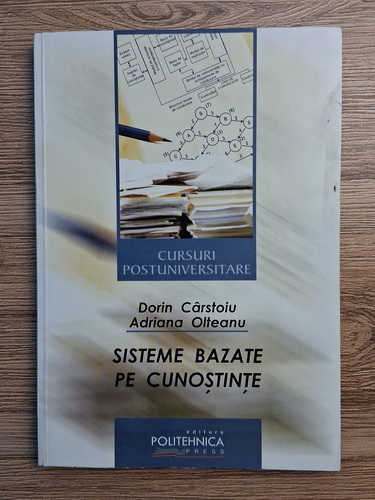 CURSURI
POSTUNIVERSITARE
Dorin Cârstoiu
Adriana Olteanu
SISTEME BAZATE
PE CUNOȘTINȚE
editura
POLITEHNICA
PRESS